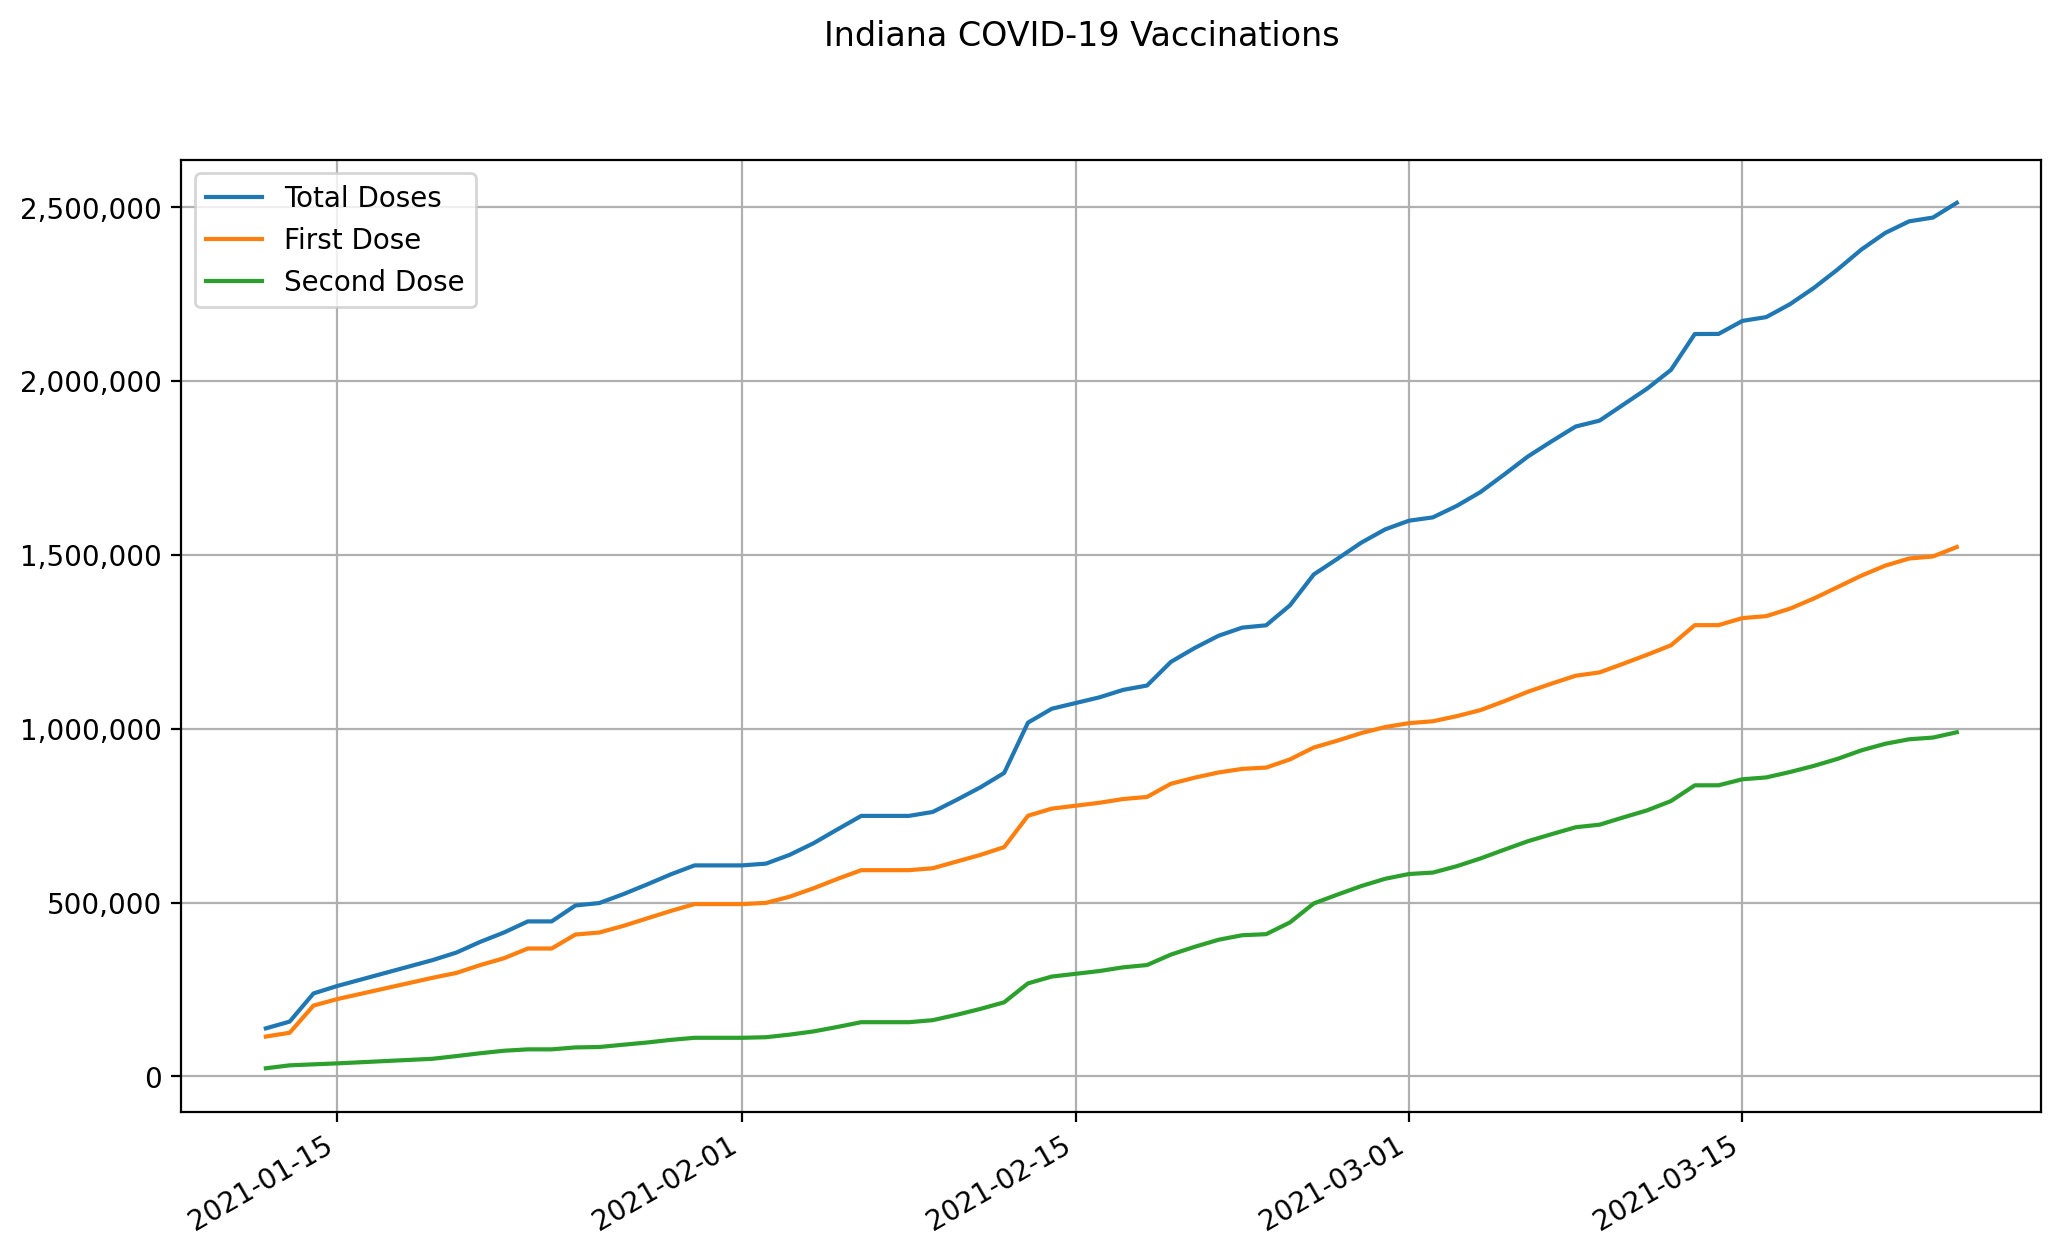 Indiana COVID-19 Vaccinations
Total Doses
First Dose
Second Dose
2,500,000
2,000,000
1,500,000
1,000,000
500,000
0
2021-01-15
2021-02-01
2021-02-15
2021-03-01
2021-03-15